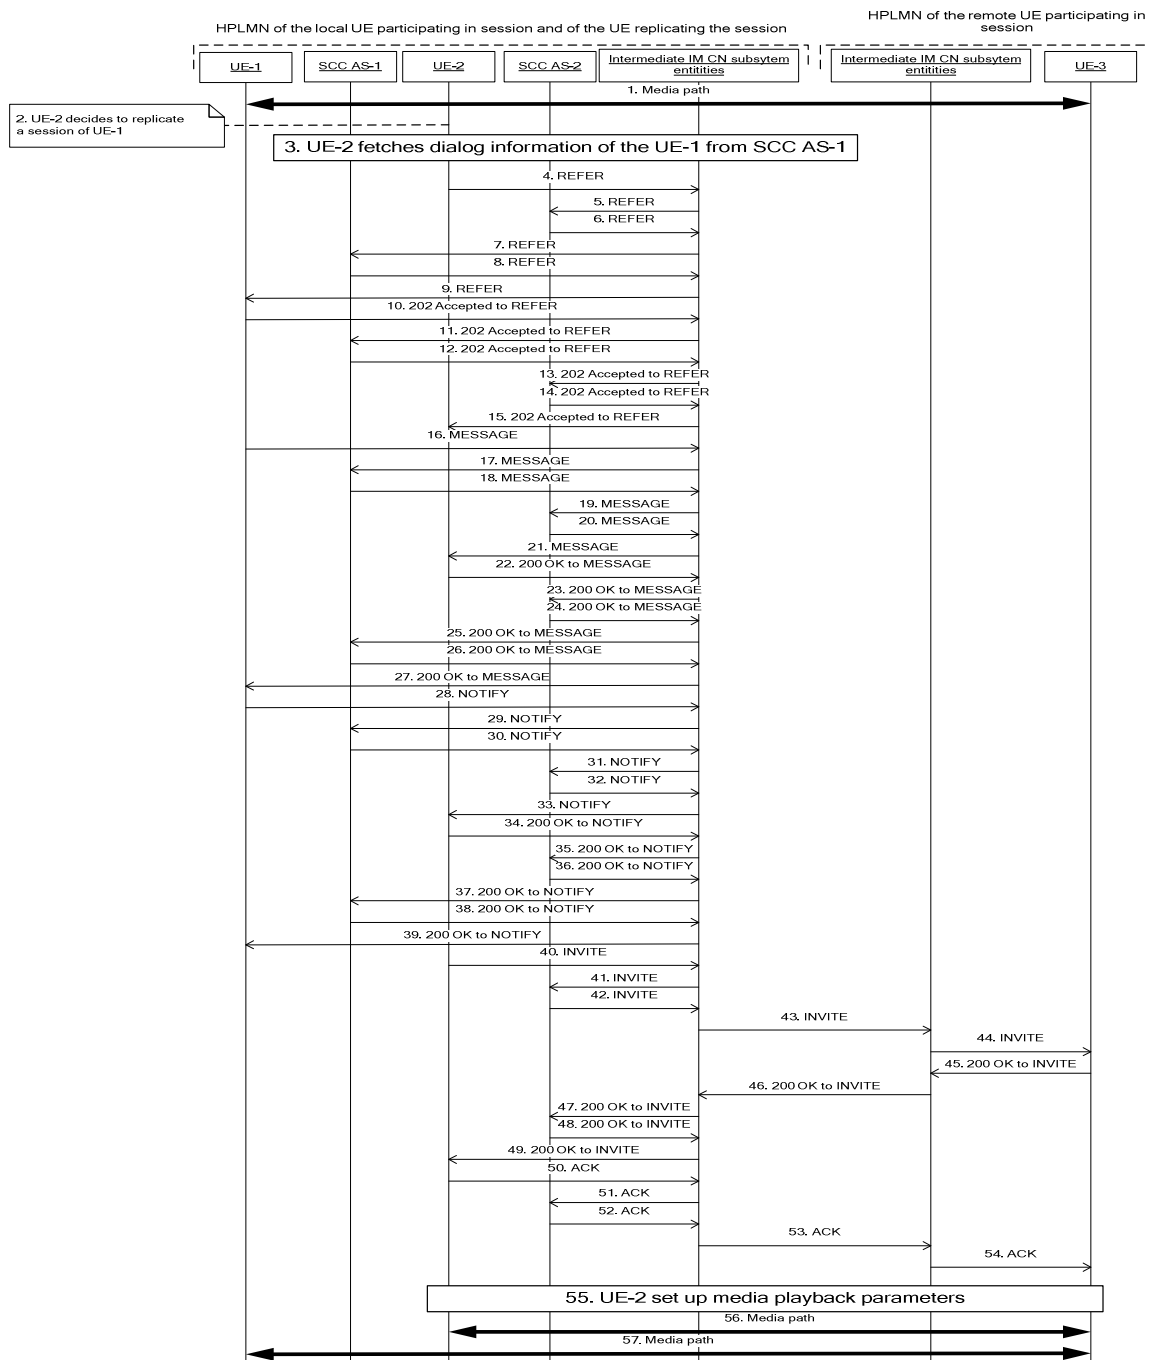 HPLMN of the local UE participating in session and of the UE replicating the session
HPLMN of the remote UE participating in
session
UE-1
SCC AS-1
UE-2
SCC AS-2
Intermediate IM CN subsytem
entitities
Intermediate IM CN subsytem
entitities
UE-3
1. Media path
2. UE-2 decides to replicate
a session of UE-1
3. UE-2 fetches dialog information of the UE-1 from SCC AS-1
4. REFER
5. REFER
6. REFER
7. REFER
8. REFER
9. REFER
10. 202 Accepted to REFER
11. 202 Accepted to REFER
12. 202 Accepted to REFER
13. 202 Accepted to REFER
14. 202 Accepted to REFER
15. 202 Accepted to REFER
16. MESSAGE
17. MESSAGE
18. MESSAGE
19. MESSAGE
20. MESSAGE
21. MESSAGE
22. 200 OK to MESSAGE
23. 200 OK to MESSAGE
24. 200 OK to MESSAGE
25. 200 OK to MESSAGE
26. 200 OK to MESSAGE
27. 200 OK to MESSAGE
28. NOTIFY
29. NOTIFY
30. NOTIFY
31. NOTIFY
32. NOTIFY
33. NOTIFY
34. 200 OK to NOTIFY
35. 200 OK to NOTIFY
36. 200 OK to NOTIFY
37. 200 OK to NOTIFY
38. 200 OK to NOTIFY
39. 200 OK to NOTIFY
40. INVITE
41. INVITE
42. INVITE
43. INVITE
44. INVITE
45. 200 OK to INVITE
46. 200 OK to INVITE
47. 200 OK to INVITE
48. 200 OK to INVITE
49. 200 OK to INVITE
50. ACK
51. ACK
52. ACK
53. ACK
54. ACK
55. UE-2 set up media playback parameters
56. Media path
57. Media path